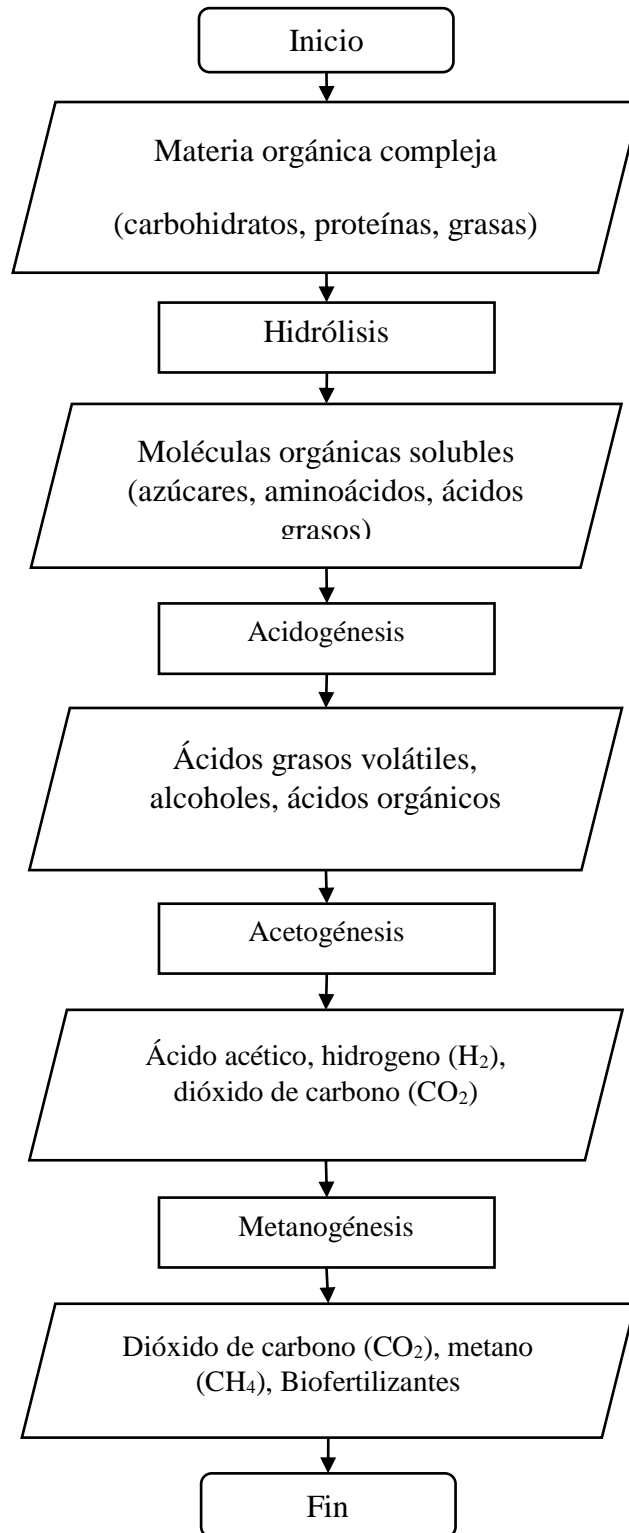 Inicio
Materia orgánica compleja
(carbohidratos, proteínas, grasas)
Hidrólisis
Moléculas orgánicas solubles
(azúcares, aminoácidos, ácidos
grasos)
Acidogénesis
Ácidos grasos volátiles,
alcoholes, ácidos orgánicos
Acetogénesis
Ácido acético, hidrogeno (H₂),
dióxido de carbono (CO₂)
Metanogénesis
Dióxido de carbono (CO₂), metano
(CH₄), Biofertilizantes
Fin